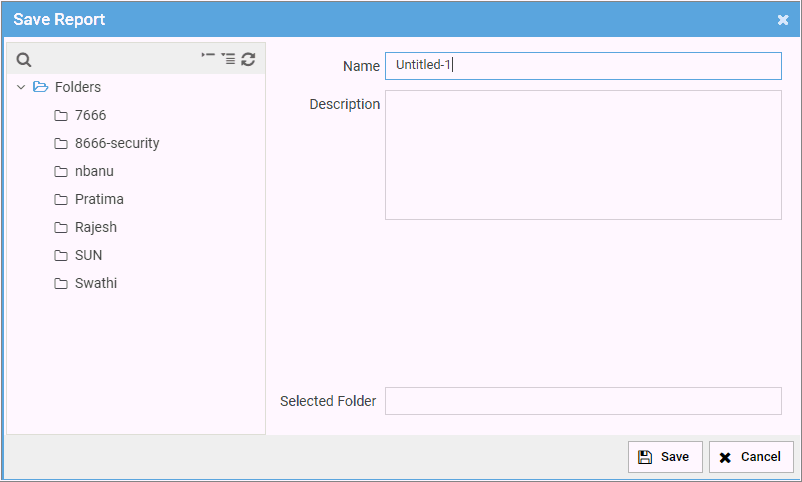 Save Report
Folders
7666
8666-security
nbanu
Pratima
Rajesh
SUN
Swathi
Name
Untitled-1
Description
Selected Folder
Save
Cancel